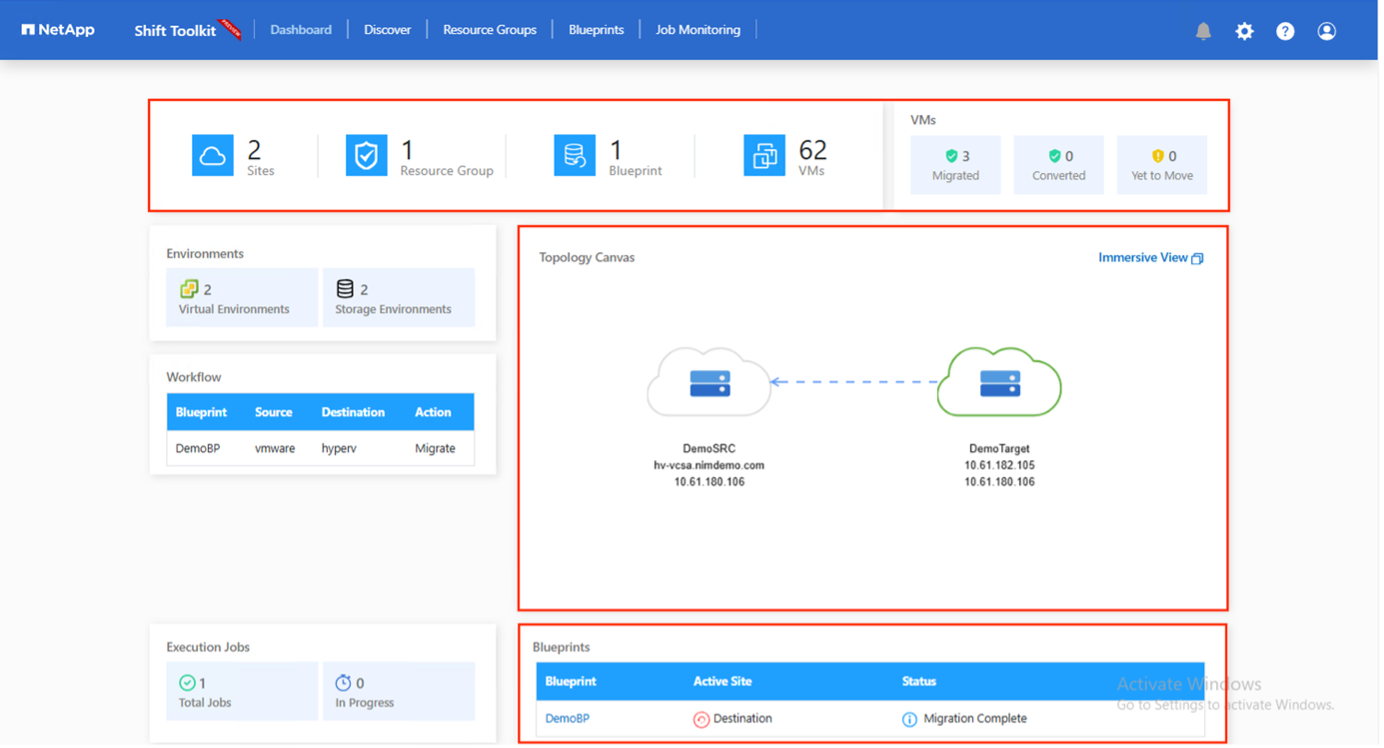 NetApp
Shift Toolkit PREVIEW Dashboard Discover Resource Groups Blueprints Job Monitoring
?
2
Sites
1
Resource Group
1
Blueprint
62
VMs
VMs
3
Migrated
0
Converted
0
Yet to Move
Environments
2
Virtual Environments
2
Storage Environments
Workflow
Blueprint Source Destination Action
DemoBP vmware hyperv Migrate
Topology Canvas
Immersive View
DemoSRC
hv-vcsa.nimdemo.com
10.61.180.106
DemoTarget
10.61.182.105
10.61.180.106
Execution Jobs
1
Total Jobs
0
In Progress
Blueprints
Blueprint Active Site Status
DemoBP Destination Migration Complete
Activate Windows
Go to Settings to activate Windows.